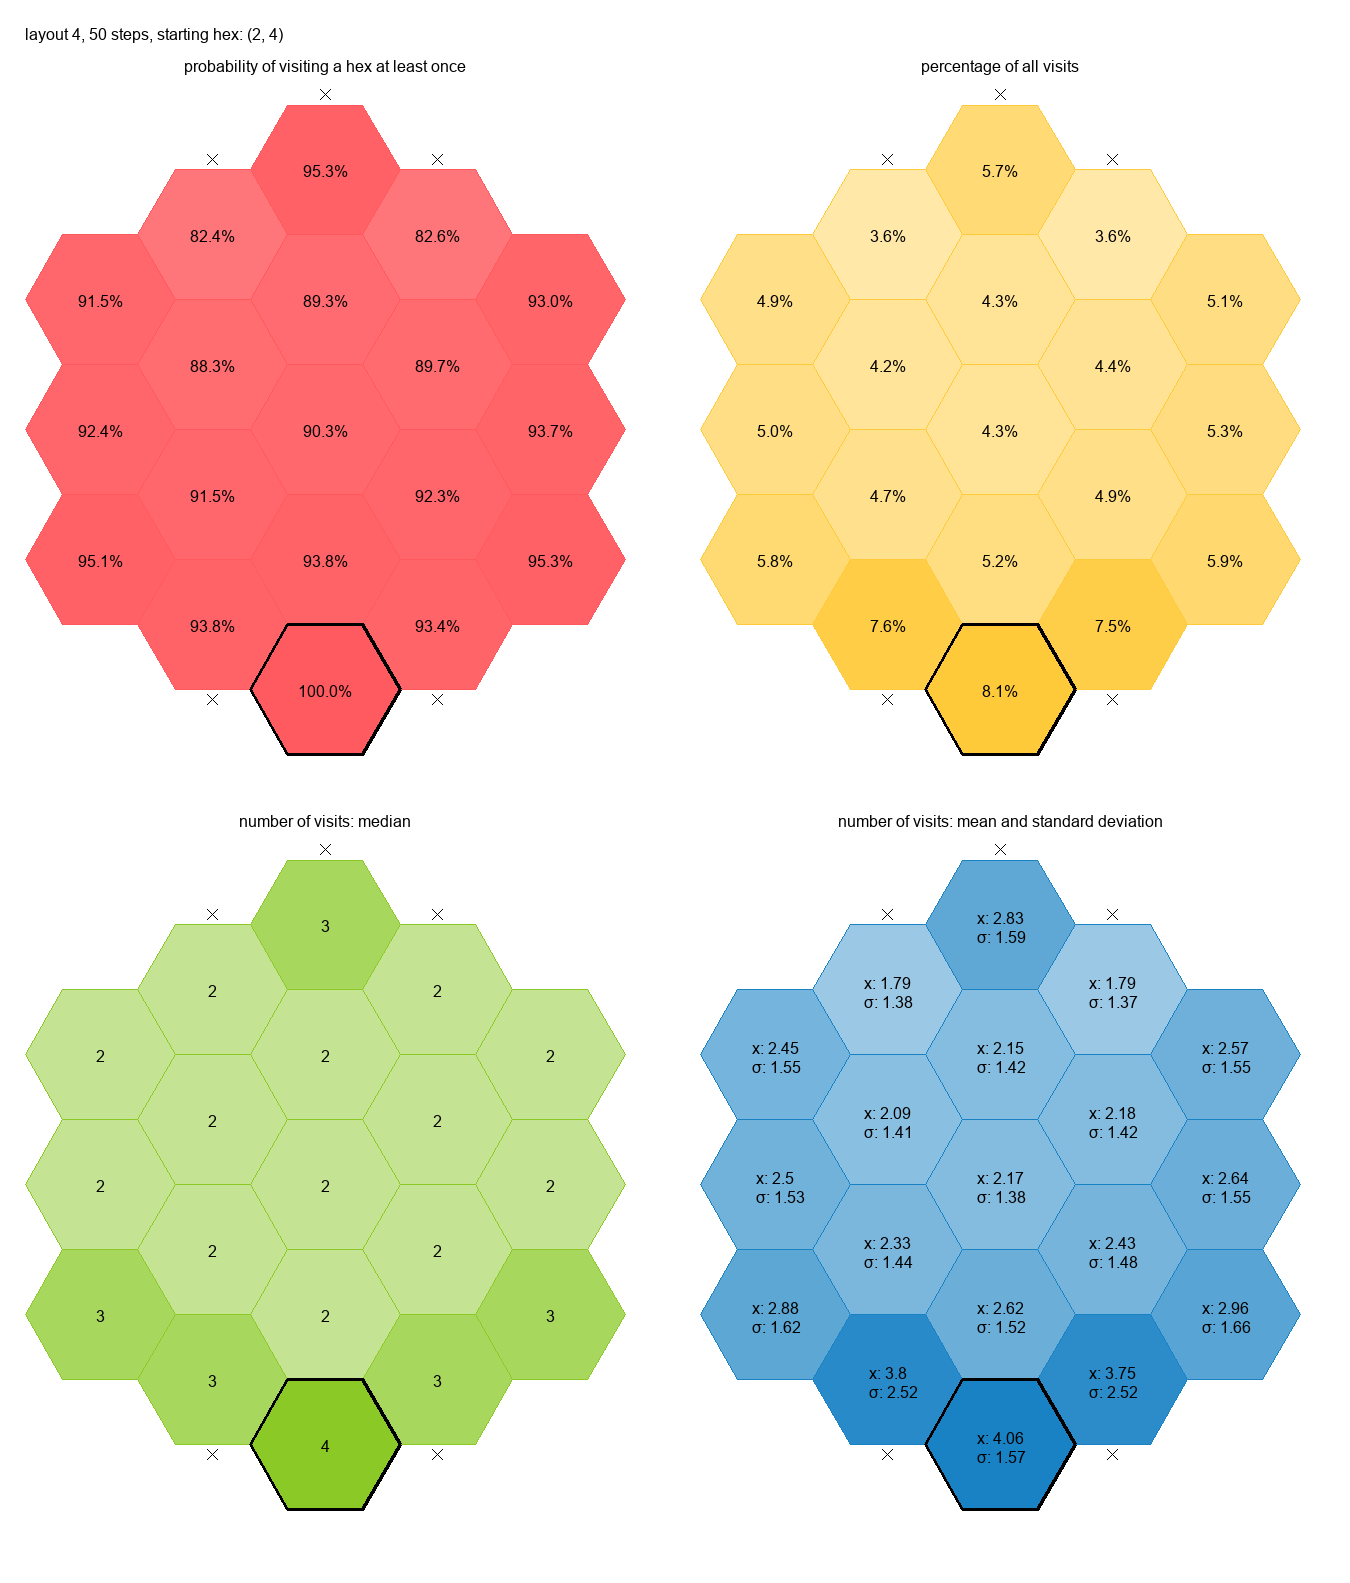 layout 4, 50 steps, starting hex: (2, 4)
probability of visiting a hex at least once
95.3%
82.4% 82.6%
91.5% 89.3% 93.0%
88.3% 89.7%
92.4% 90.3% 93.7%
91.5% 92.3%
95.1% 93.8% 95.3%
93.8% 93.4%
100.0%
percentage of all visits
5.7%
3.6% 3.6%
4.9% 4.3% 5.1%
4.2% 4.4%
5.0% 4.3% 5.3%
4.7% 4.9%
5.8% 5.2% 5.9%
7.6% 7.5%
8.1%
number of visits: median
3
2 2
2 2 2
2 2
2 2 2
2 2
3 2 3
3 3
4
number of visits: mean and standard deviation
x: 2.83
σ: 1.59
x: 1.79 x: 1.79
σ: 1.38 σ: 1.37
x: 2.45 x: 2.15 x: 2.57
σ: 1.55 σ: 1.42 σ: 1.55
x: 2.09 x: 2.18
σ: 1.41 σ: 1.42
x: 2.5 x: 2.17 x: 2.64
σ: 1.53 σ: 1.38 σ: 1.55
x: 2.33 x: 2.43
σ: 1.44 σ: 1.48
x: 2.88 x: 2.62 x: 2.96
σ: 1.62 σ: 1.52 σ: 1.66
x: 3.8 x: 3.75
σ: 2.52 σ: 2.52
x: 4.06
σ: 1.57